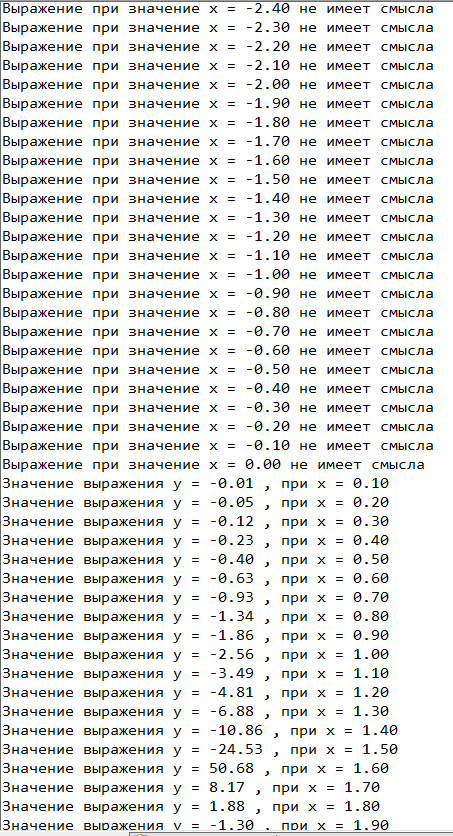 Выражение при значение x = -2.40 не имеет смысла
Выражение при значение x = -2.30 не имеет смысла
Выражение при значение x = -2.20 не имеет смысла
Выражение при значение x = -2.10 не имеет смысла
Выражение при значение x = -2.00 не имеет смысла
Выражение при значение x = -1.90 не имеет смысла
Выражение при значение x = -1.80 не имеет смысла
Выражение при значение x = -1.70 не имеет смысла
Выражение при значение x = -1.60 не имеет смысла
Выражение при значение x = -1.50 не имеет смысла
Выражение при значение x = -1.40 не имеет смысла
Выражение при значение x = -1.30 не имеет смысла
Выражение при значение x = -1.20 не имеет смысла
Выражение при значение x = -1.10 не имеет смысла
Выражение при значение x = -1.00 не имеет смысла
Выражение при значение x = -0.90 не имеет смысла
Выражение при значение x = -0.80 не имеет смысла
Выражение при значение x = -0.70 не имеет смысла
Выражение при значение x = -0.60 не имеет смысла
Выражение при значение x = -0.50 не имеет смысла
Выражение при значение x = -0.40 не имеет смысла
Выражение при значение x = -0.30 не имеет смысла
Выражение при значение x = -0.20 не имеет смысла
Выражение при значение x = -0.10 не имеет смысла
Выражение при значение x = 0.00 не имеет смысла
Значение выражения y = -0.01 , при x = 0.10
Значение выражения y = -0.05 , при x = 0.20
Значение выражения y = -0.12 , при x = 0.30
Значение выражения y = -0.23 , при x = 0.40
Значение выражения y = -0.40 , при x = 0.50
Значение выражения y = -0.63 , при x = 0.60
Значение выражения y = -0.93 , при x = 0.70
Значение выражения y = -1.34 , при x = 0.80
Значение выражения y = -1.86 , при x = 0.90
Значение выражения y = -2.56 , при x = 1.00
Значение выражения y = -3.49 , при x = 1.10
Значение выражения y = -4.81 , при x = 1.20
Значение выражения y = -6.88 , при x = 1.30
Значение выражения y = -10.86 , при x = 1.40
Значение выражения y = -24.53 , при x = 1.50
Значение выражения y = 50.68 , при x = 1.60
Значение выражения y = 8.17 , при x = 1.70
Значение выражения y = 1.88 , при x = 1.80
Значение выражения y = -1.30 , при x = 1.90